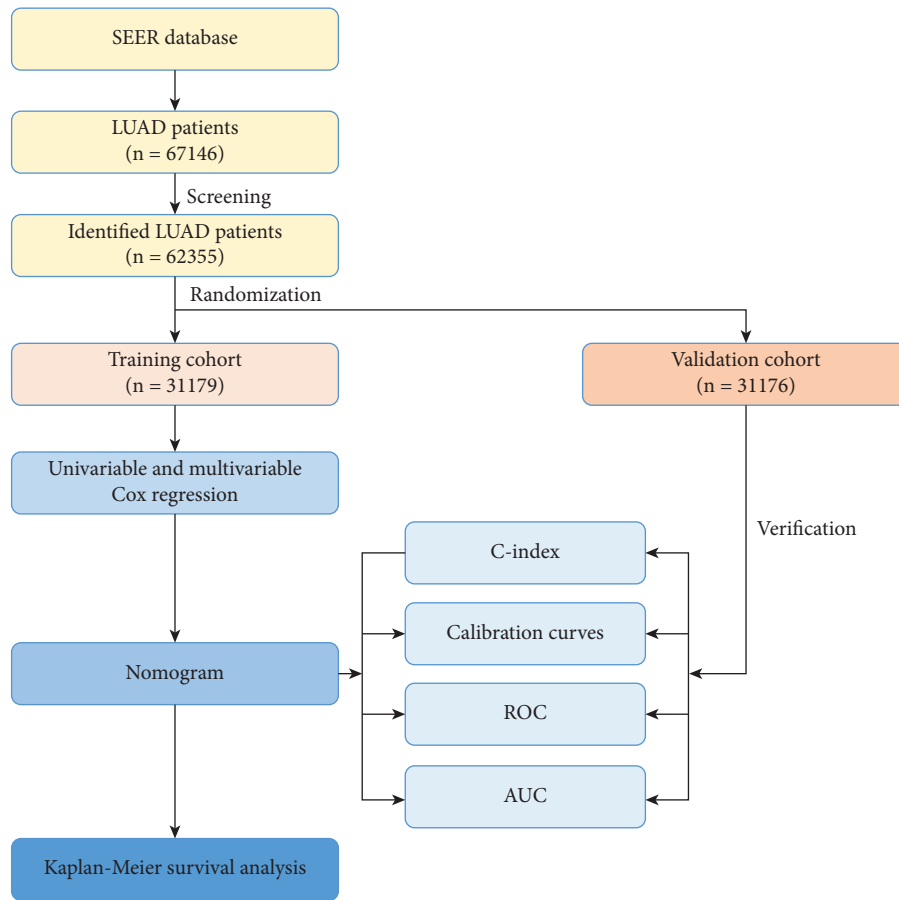 SEER database
LUAD patients
(n = 67146)
Screening
Identified LUAD patients
(n = 62355)
Randomization
Training cohort
(n = 31179)
Validation cohort
(n = 31176)
Univariable and multivariable
Cox regression
Verification
C-index
Calibration curves
Nomogram
ROC
AUC
Kaplan-Meier survival analysis